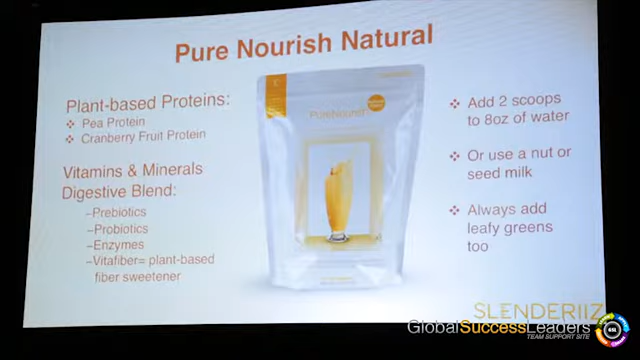 Pure Nourish Natural
Plant-based Proteins:
Pea Protein
Cranberry Fruit Protein
Vitamins & Minerals
Digestive Blend:
–Prebiotics
–Probiotics
–Enzymes
–Vitafiber= plant-based
fiber sweetener
PureNourish
Add 2 scoops
to 8oz of water
Or use a nut or
seed milk
Always add
leafy greens
too
SLENDERIIZ
GlobalSuccessLeaders
TEAM SUPPORT SITE
GSL